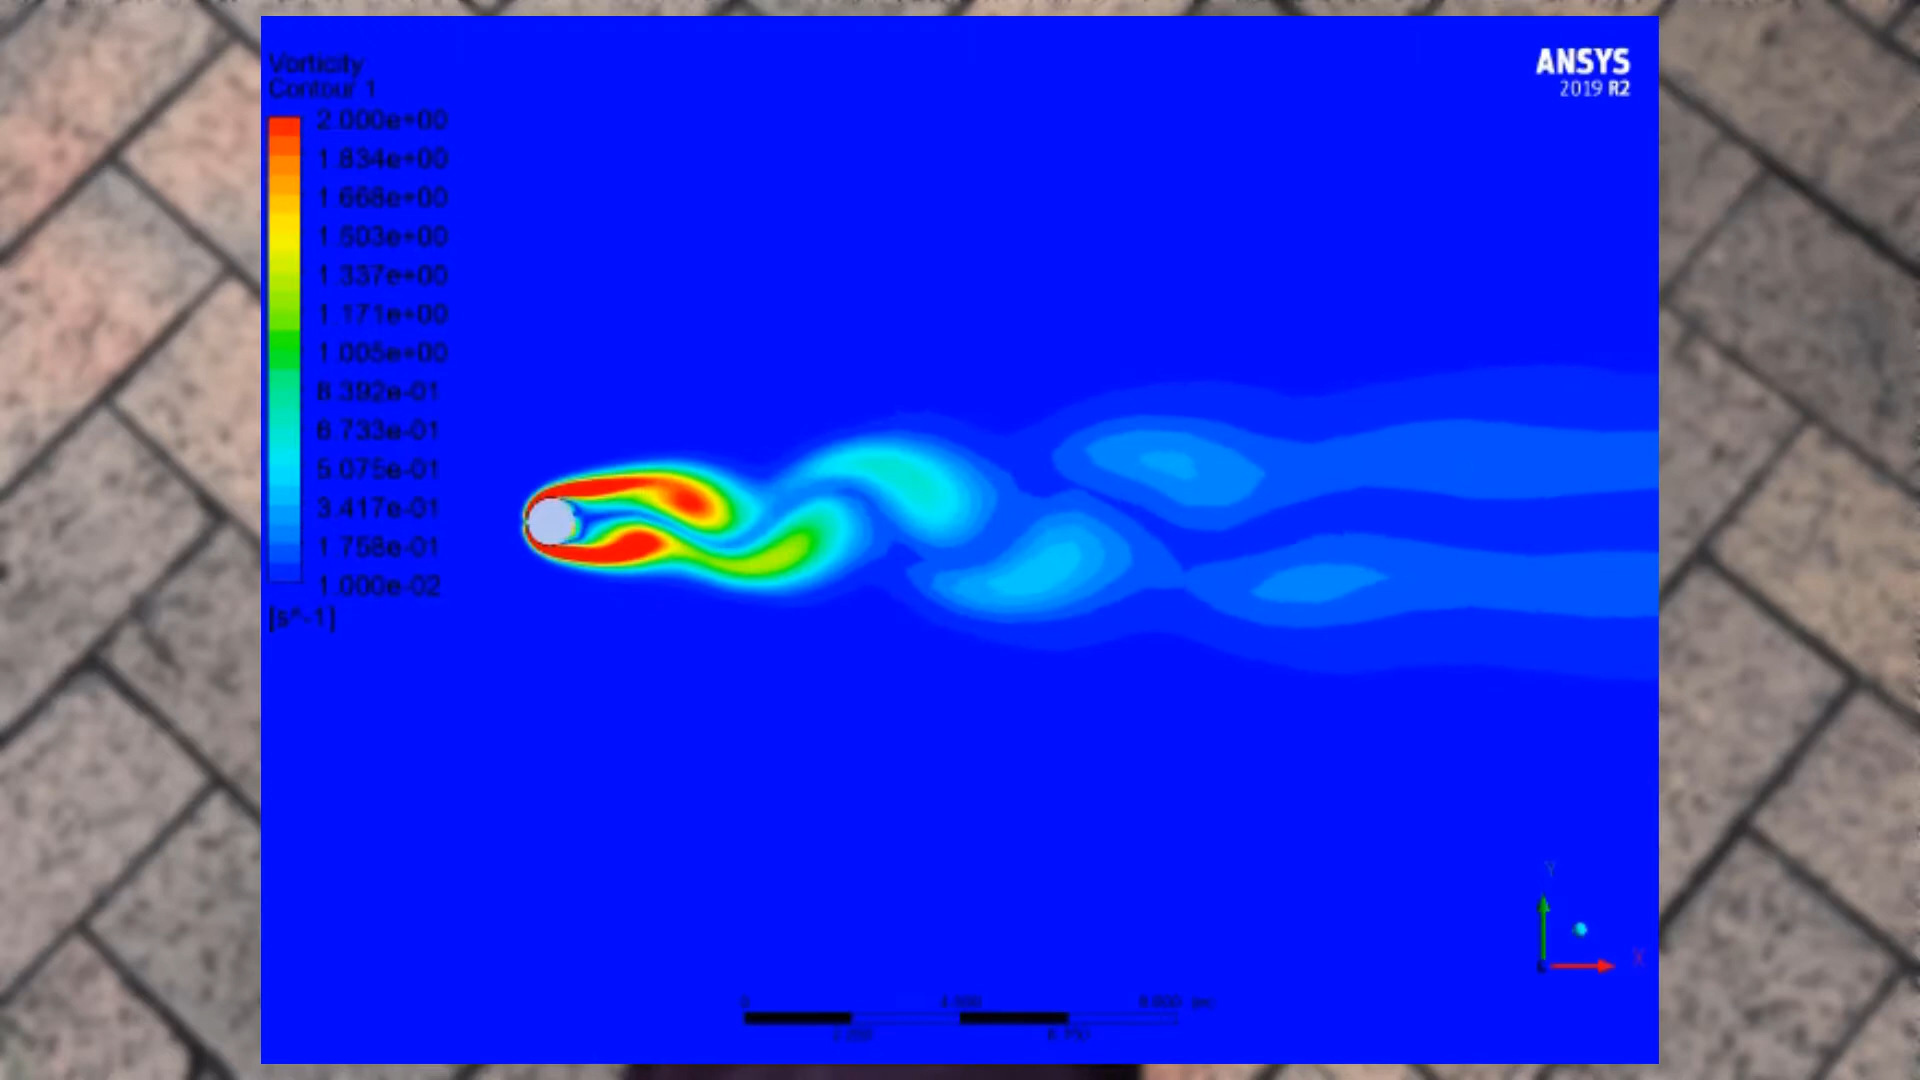 Vorticity
Contour 1
2.000e+00
1.834e+00
1.668e+00
1.503e+00
1.337e+00
1.171e+00
1.005e+00
8.392e-01
6.733e-01
5.075e-01
3.417e-01
1.758e-01
1.000e-02
[s^-1]
ANSYS
2019 R2
Y
X
0